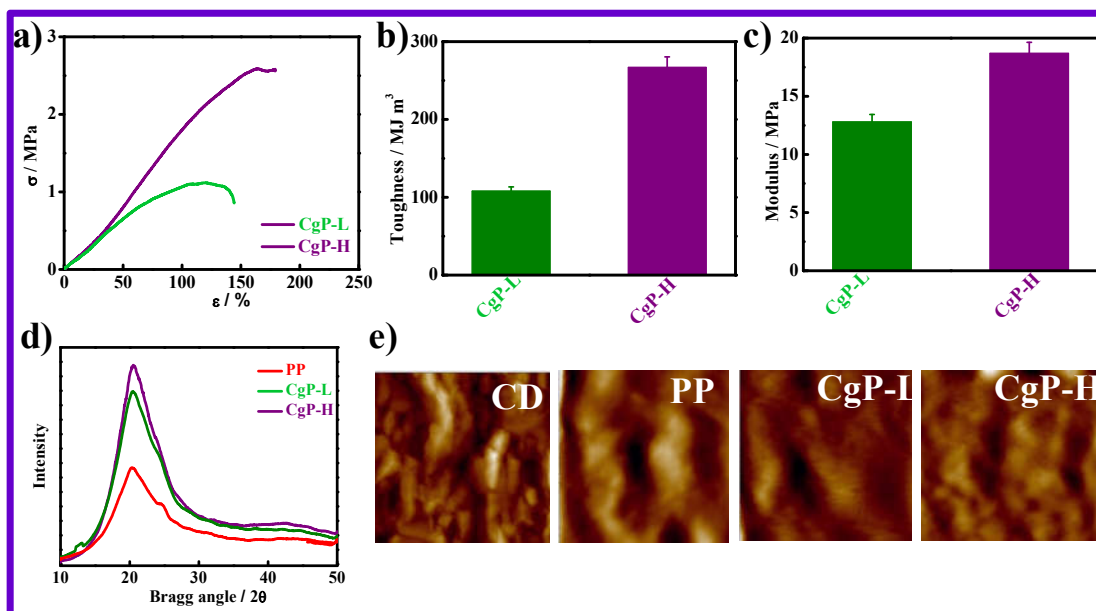 a)
3
2
1
0
0 50 100 150 200 250
σ / MPa
ε / %
CgP-L
CgP-H
b)
300
200
100
0
Toughness / MJ m³
CgP-L
CgP-H
c)
20
15
10
5
0
Modulus / MPa
CgP-L
CgP-H
d)
PP
CgP-L
CgP-H
Intensity
10 20 30 40 50
Bragg angle / 2θ
e)
CD
PP
CgP-L
CgP-H